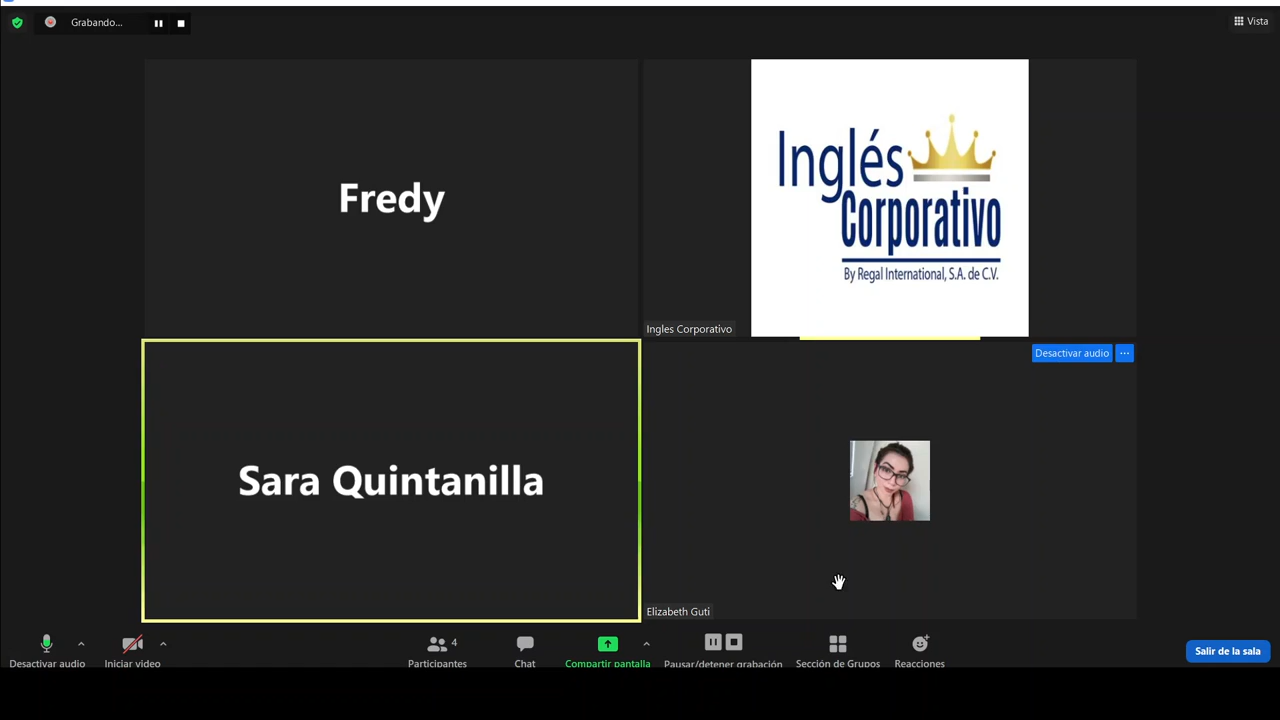 Grabando...
Vista
Fredy
Inglés
Corporativo
By Regal International, S.A. de C.V.
Ingles Corporativo
Desactivar audio
Sara Quintanilla
Elizabeth Guti
4
Desactivar audio
Iniciar video
Participantes
Chat
Compartir pantalla
Pausar/detener grabación
Sección de Grupos
Reacciones
Salir de la sala